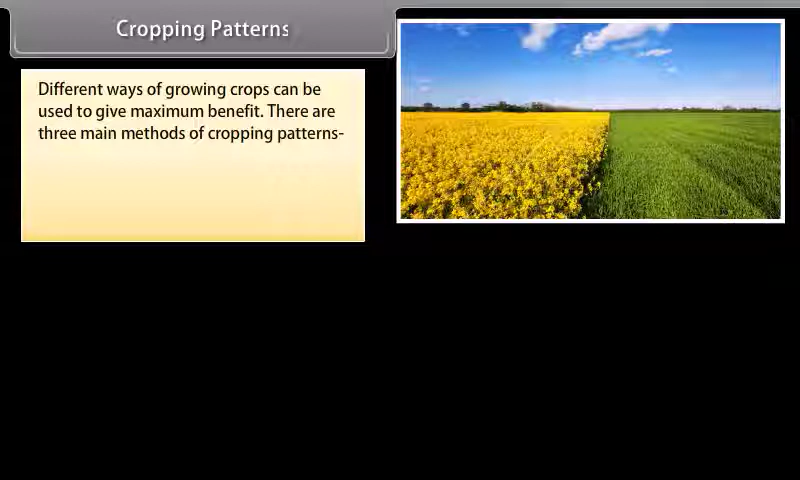 Cropping Patterns
Different ways of growing crops can be
used to give maximum benefit. There are
three main methods of cropping patterns-